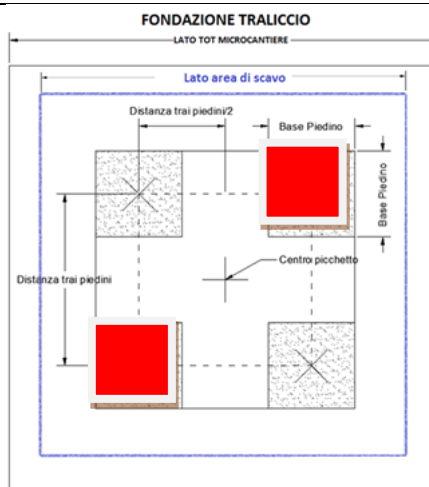 FONDAZIONE TRALICCIO
LATO TOT MICROCANTIERE
Lato area di scavo
Distanza trai piedini/2
Base Piedino
Base Piedino
Centro picchetto
Distanza trai piedini